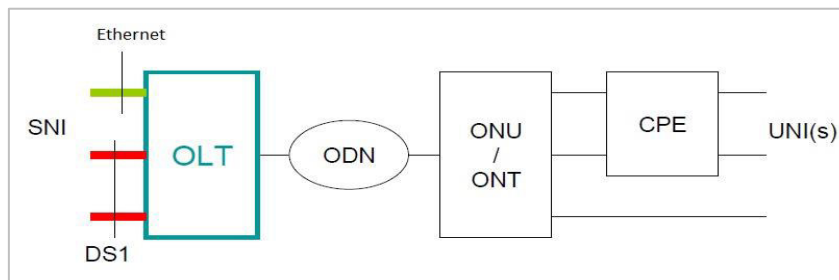 Ethernet
SNI
OLT
ODN
ONU
/
ONT
CPE
UNI(s)
DS1